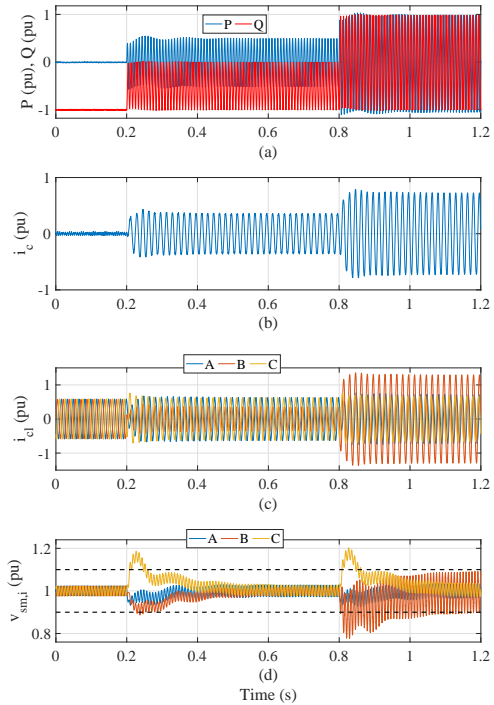 P Q
P (pu), Q (pu)
1
0
-1
0 0.2 0.4 0.6 0.8 1 1.2
(a)
i_c (pu)
1
0
-1
0 0.2 0.4 0.6 0.8 1 1.2
(b)
A B C
i_cl (pu)
1
0
-1
0 0.2 0.4 0.6 0.8 1 1.2
(c)
A B C
v_sm,i (pu)
1.2
1
0.8
0 0.2 0.4 0.6 0.8 1 1.2
(d)
Time (s)